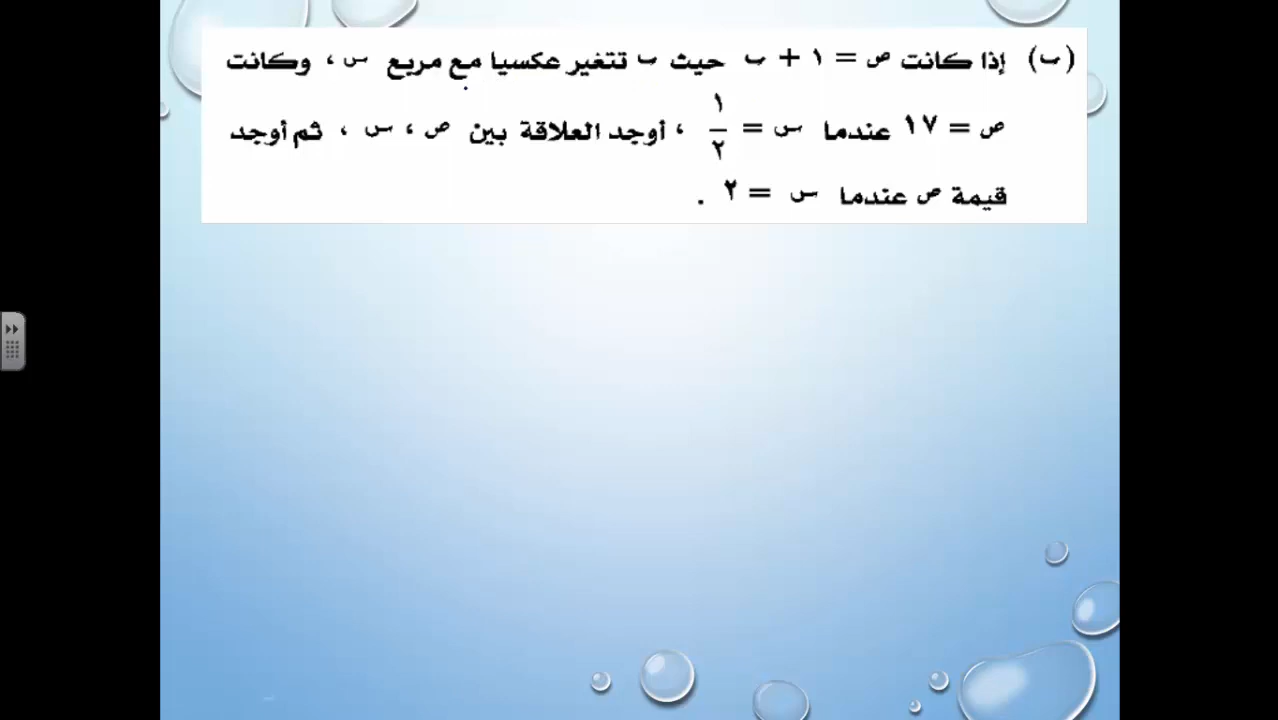 (ب) إذا كانت ص = ١ + ب حيث ب تتغير عكسيا مع مربع س ، وكانت
ص = ١٧ عندما س = ١/٢ ، أوجد العلاقة بين ص ، س ، ثم أوجد
قيمة ص عندما س = ٢ .